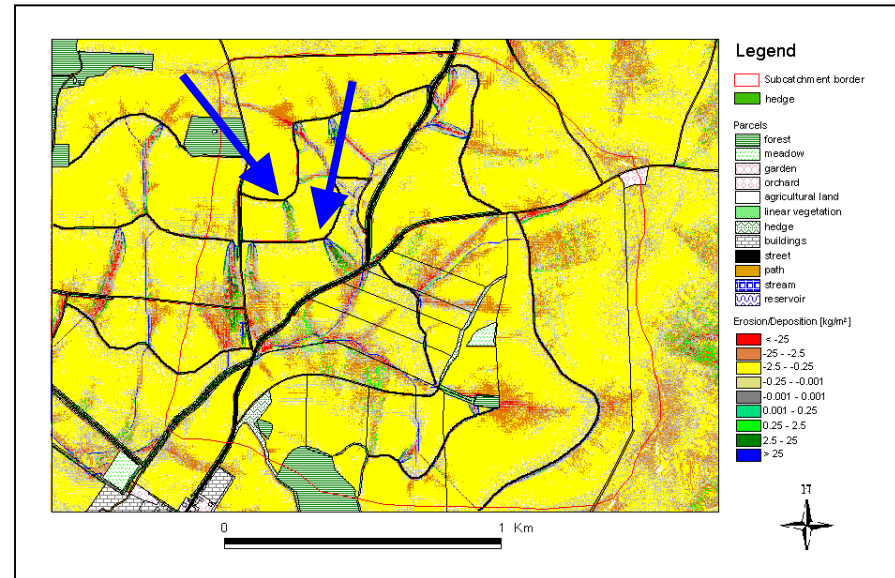 Legend
Subcatchment border
hedge
Parcels
forest
meadow
garden
orchard
agricultural land
linear vegetation
hedge
buildings
street
path
stream
reservoir
Erosion/Deposition [kg/m²]
< -25
-25 - -2.5
-2.5 - -0.25
-0.25 - -0.001
-0.001 - 0.001
0.001 - 0.25
0.25 - 2.5
2.5 - 25
> 25
N
0 1 Km